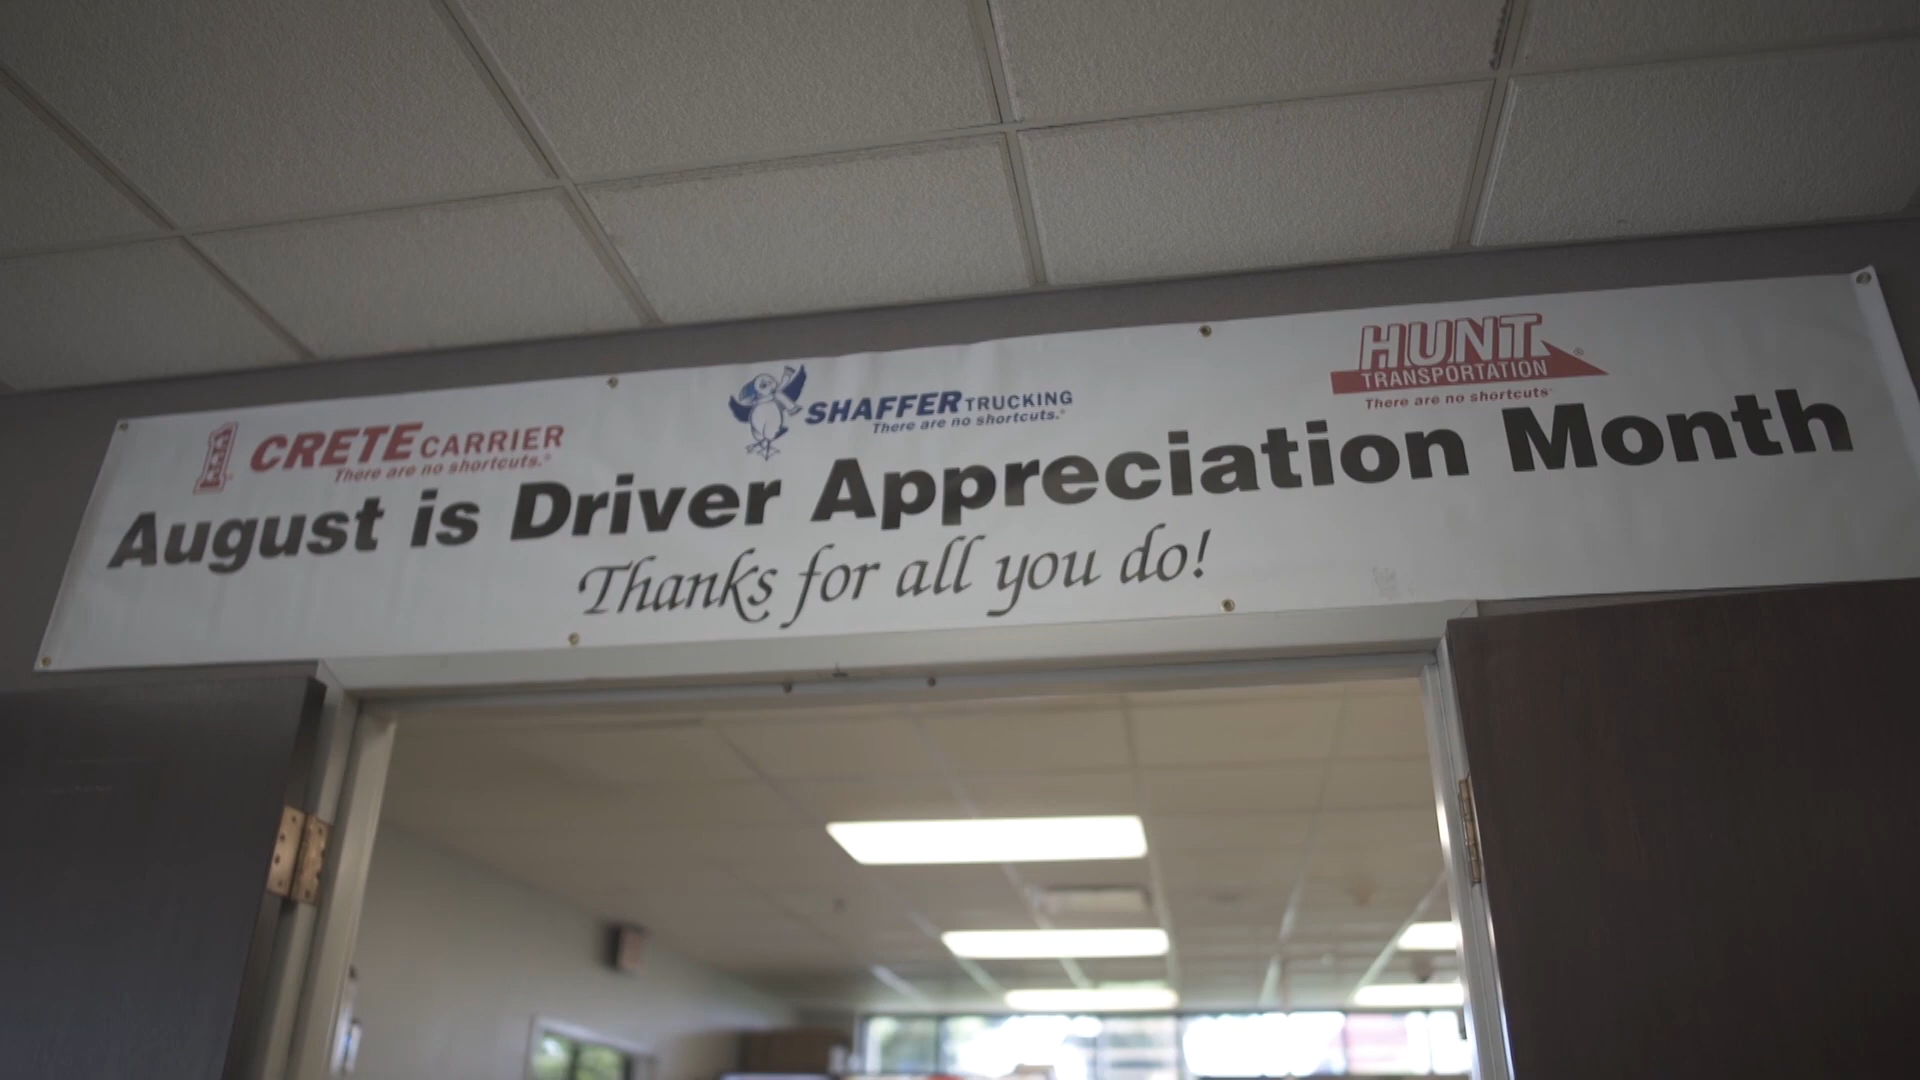 CRETE CARRIER
There are no shortcuts.®
SHAFFER TRUCKING
There are no shortcuts.®
HUNT®
TRANSPORTATION
There are no shortcuts
August is Driver Appreciation Month
Thanks for all you do!